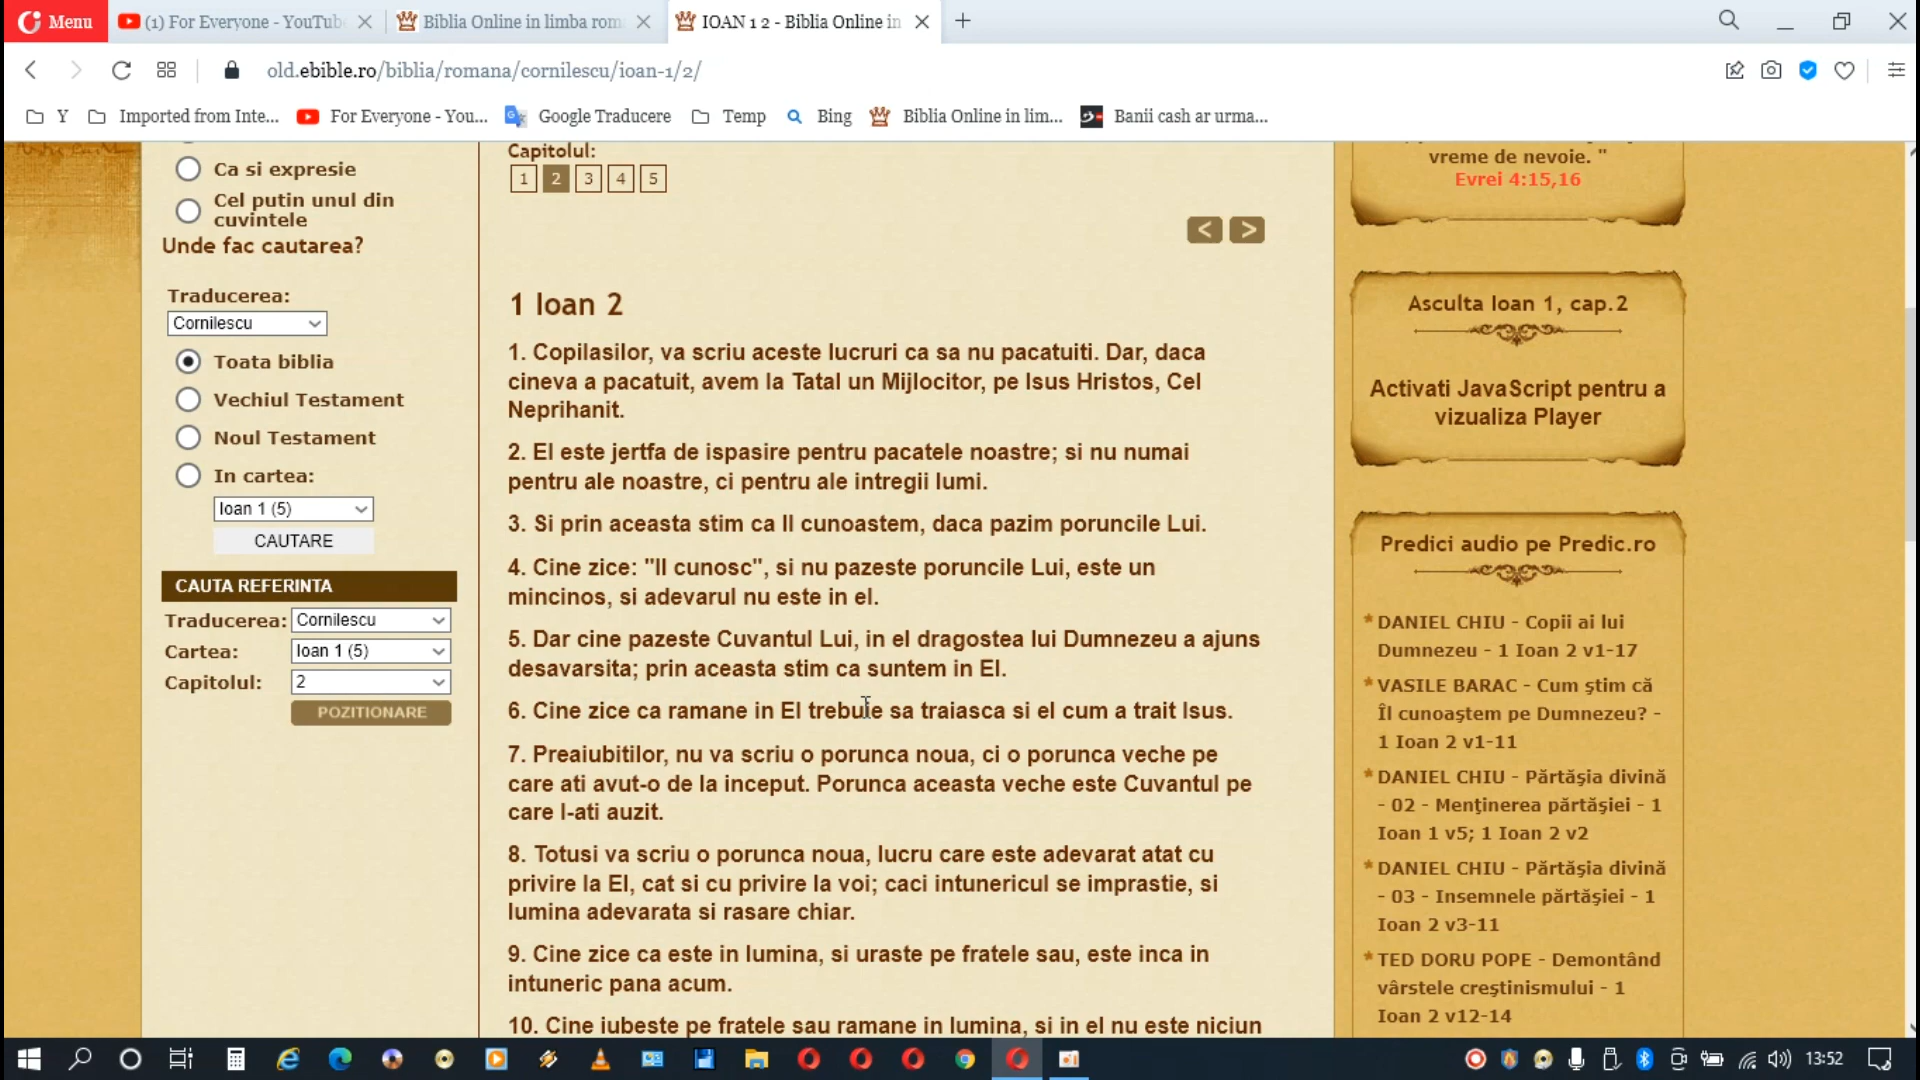 Menu
(1) For Everyone - YouTub
Biblia Online in limba rom
IOAN 1 2 - Biblia Online in
old.ebible.ro/biblia/romana/cornilescu/ioan-1/2/
Y
Imported from Inte...
For Everyone - You...
Google Traducere
Temp
Bing
Biblia Online in lim...
Banii cash ar urma...
Ca si expresie
Cel putin unul din
cuvintele
Unde fac cautarea?
Traducerea:
Cornilescu
Toata biblia
Vechiul Testament
Noul Testament
In cartea:
Ioan 1 (5)
CAUTARE
CAUTA REFERINTA
Traducerea: Cornilescu
Cartea: Ioan 1 (5)
Capitolul: 2
POZITIONARE
Capitolul:
1 2 3 4 5
< >
1 Ioan 2
1. Copilasilor, va scriu aceste lucruri ca sa nu pacatuiti. Dar, daca
cineva a pacatuit, avem la Tatal un Mijlocitor, pe Isus Hristos, Cel
Neprihanit.
2. El este jertfa de ispasire pentru pacatele noastre; si nu numai
pentru ale noastre, ci pentru ale intregii lumi.
3. Si prin aceasta stim ca Il cunoastem, daca pazim poruncile Lui.
4. Cine zice: "Il cunosc", si nu pazeste poruncile Lui, este un
mincinos, si adevarul nu este in el.
5. Dar cine pazeste Cuvantul Lui, in el dragostea lui Dumnezeu a ajuns
desavarsita; prin aceasta stim ca suntem in El.
6. Cine zice ca ramane in El trebuie sa traiasca si el cum a trait Isus.
7. Preaiubitilor, nu va scriu o porunca noua, ci o porunca veche pe
care ati avut-o de la inceput. Porunca aceasta veche este Cuvantul pe
care l-ati auzit.
8. Totusi va scriu o porunca noua, lucru care este adevarat atat cu
privire la El, cat si cu privire la voi; caci intunericul se imprastie, si
lumina adevarata si rasare chiar.
9. Cine zice ca este in lumina, si uraste pe fratele sau, este inca in
intuneric pana acum.
10. Cine iubeste pe fratele sau ramane in lumina, si in el nu este niciun
vreme de nevoie. "
Evrei 4:15,16
Asculta Ioan 1, cap.2
Activati JavaScript pentru a
vizualiza Player
Predici audio pe Predic.ro
* DANIEL CHIU - Copii ai lui
Dumnezeu - 1 Ioan 2 v1-17
* VASILE BARAC - Cum ştim că
Îl cunoaştem pe Dumnezeu? -
1 Ioan 2 v1-11
* DANIEL CHIU - Părtăşia divină
- 02 - Menţinerea părtăşiei - 1
Ioan 1 v5; 1 Ioan 2 v2
* DANIEL CHIU - Părtăşia divină
- 03 - Insemnele părtăşiei - 1
Ioan 2 v3-11
* TED DORU POPE - Demontând
vârstele creştinismului - 1
Ioan 2 v12-14
13:52